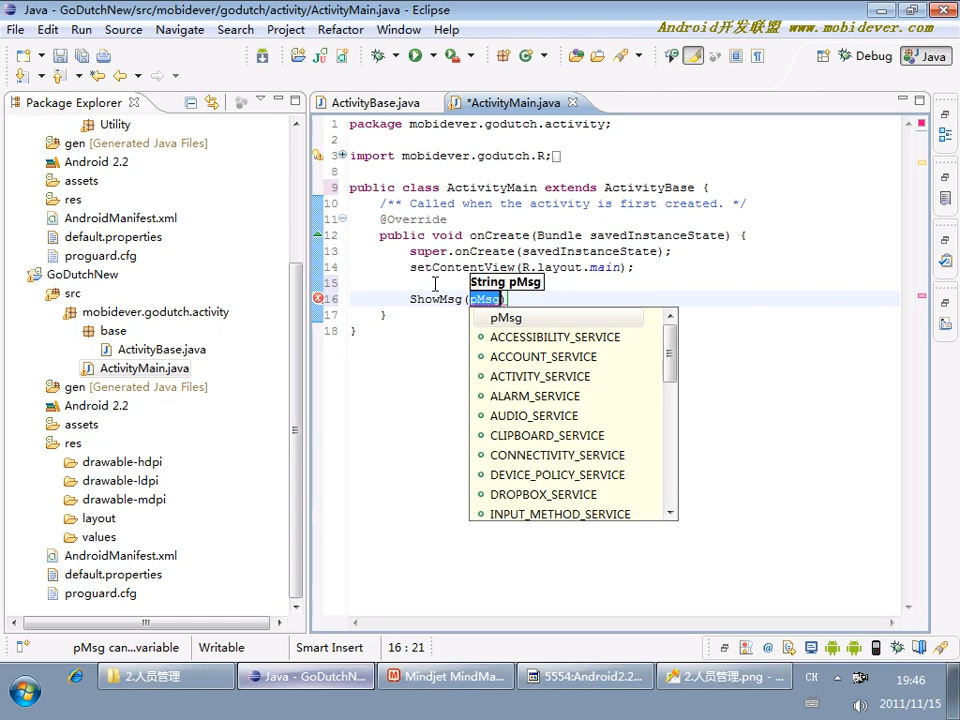 Java - GoDutchNew/src/mobidever/godutch/activity/ActivityMain.java - Eclipse
File Edit Run Source Navigate Search Project Refactor Window Help
Android开发联盟 www.mobidever.com
Debug
Java
Package Explorer
ActivityBase.java
*ActivityMain.java
Utility
gen [Generated Java Files]
Android 2.2
assets
res
AndroidManifest.xml
default.properties
proguard.cfg
GoDutchNew
src
mobidever.godutch.activity
base
ActivityBase.java
ActivityMain.java
gen [Generated Java Files]
Android 2.2
assets
res
drawable-hdpi
drawable-ldpi
drawable-mdpi
layout
values
AndroidManifest.xml
default.properties
proguard.cfg
1 package mobidever.godutch.activity;
2
3 import mobidever.godutch.R;
8
9 public class ActivityMain extends ActivityBase {
10 /** Called when the activity is first created. */
11 @Override
12 public void onCreate(Bundle savedInstanceState) {
13 super.onCreate(savedInstanceState);
14 setContentView(R.layout.main);
15
String pMsg
16 ShowMsg(pMsg)
17 }
18 }
pMsg
ACCESSIBILITY_SERVICE
ACCOUNT_SERVICE
ACTIVITY_SERVICE
ALARM_SERVICE
AUDIO_SERVICE
CLIPBOARD_SERVICE
CONNECTIVITY_SERVICE
DEVICE_POLICY_SERVICE
DROPBOX_SERVICE
INPUT_METHOD_SERVICE
pMsg can...variable
Writable
Smart Insert
16 : 21
2.人员管理
Java - GoDutchN...
Mindjet MindMa...
5554:Android2.2...
2.人员管理.png - ...
CH
19:46
2011/11/15